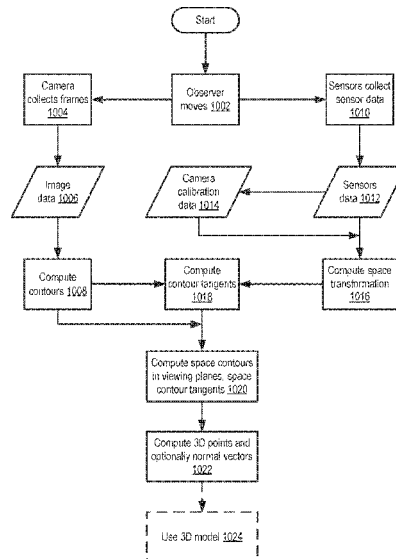 Start
Camera
collects frames
1004
Observer
moves 1002
Sensors collect
sensor data
1010
Image
data 1006
Camera
calibration
data 1014
Sensors
data 1012
Compute
contours 1008
Compute
contour
tangents
1018
Compute space
transformation
1016
Compute space contours
in viewing planes, space
contour tangents 1020
Compute 3D points and
optionally normal vectors
1022
Use 3D model 1024